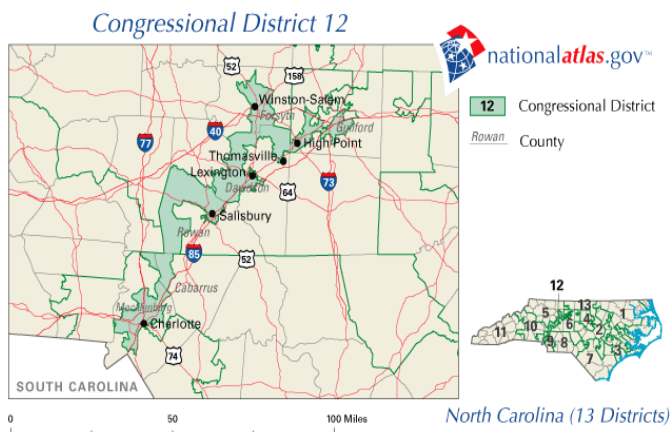 Congressional District 12
nationalatlas.gov™
12 Congressional District
Rowan County
52
158
Winston-Salem
Forsyth
Guilford
40
77
High Point
Thomasville
Lexington
Davidson
73
64
Salisbury
Rowan
85
52
Cabarrus
Mecklenburg
Charlotte
74
SOUTH CAROLINA
0 50 100 Miles
12
13
5
1
4
10
6
2
11
9
8
3
7
North Carolina (13 Districts)